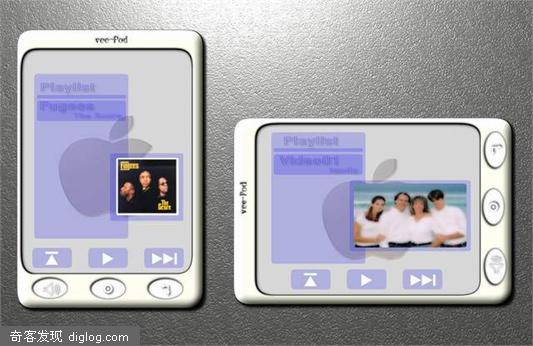 vee-Pod
Playlist
Fugees
The Score
FUGEES
The Score
vee-Pod
Playlist
Video01
奇客发现 diglog.com